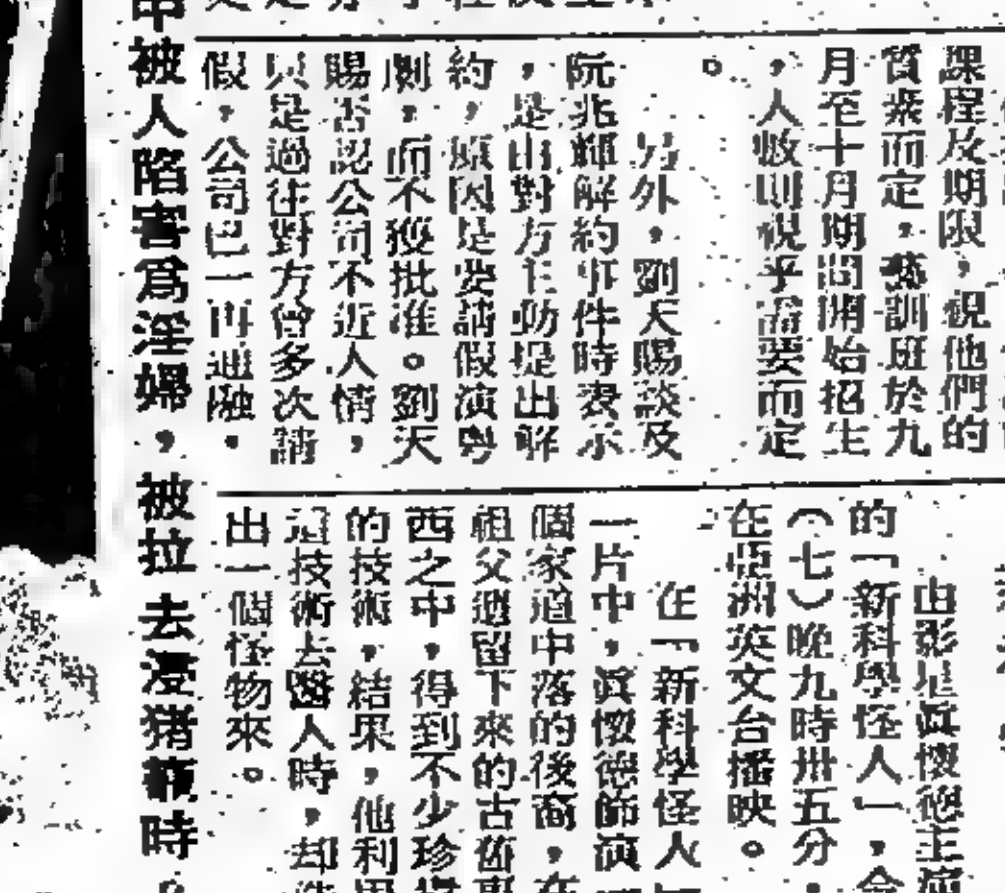 課程及期限，視他們的
質素而定，藝訓班於九
月至十月期間開始招生
，人數則視乎需要而定
。
另外，劉天賜談及
阮兆輝解約事件時表示
，是由對方主動提出解
約，原因是要請假演粵
劇，而不獲批准。劉天
賜否認公司不近人情，
只是過往對方曾多次請
假，公司已一再通融。
由影星眞懷德主演
的「新科學怪人」，今
（七）晚九時卅五分，
在亞洲英文台播映。
在「新科學怪人」
一片中，眞懷德飾演
個家道中落的後裔，在
祖父遺留下來的古舊東
西之中，得到不少珍
的技術，結果，他利用
這技術去醫人時，却
出一個怪物來。
中被人陷害爲淫婦，被拉去浸猪籠時，